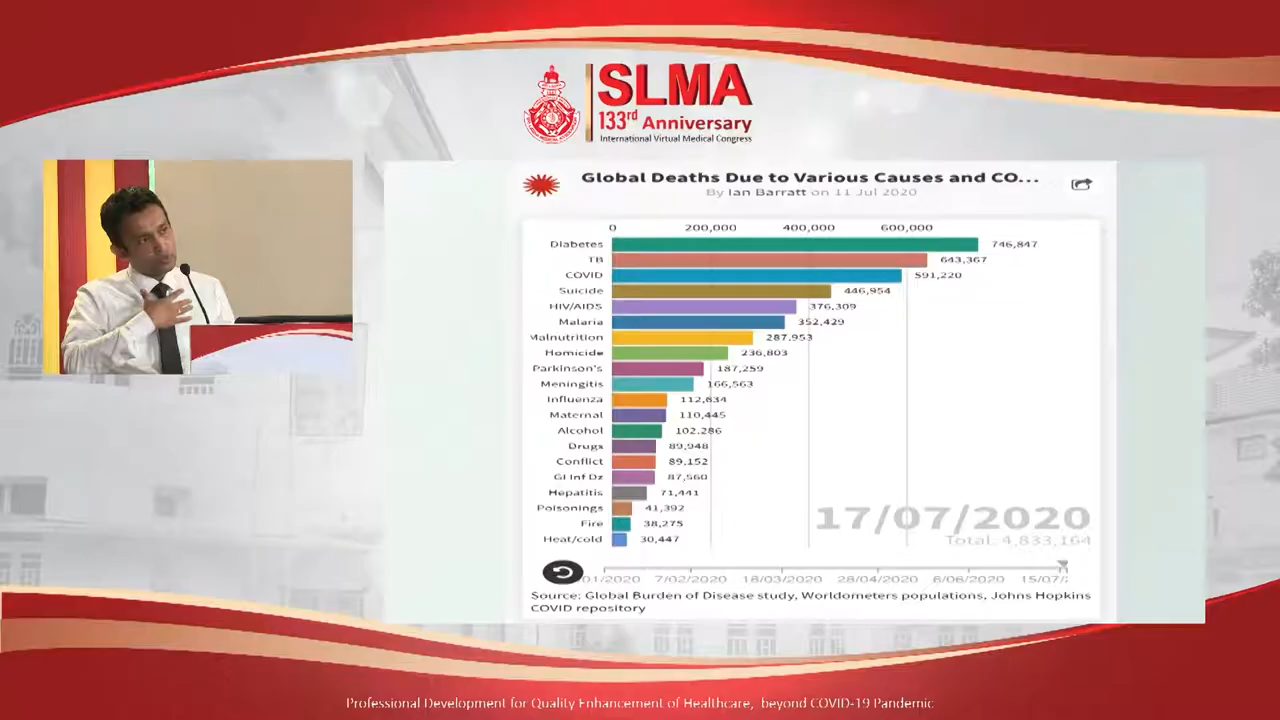 SLMA
133rd Anniversary
International Virtual Medical Congress
Global Deaths Due to Various Causes and CO...
By Ian Barratt on 11 Jul 2020
0 200,000 400,000 600,000
Diabetes 746,847
TB 643,367
COVID 591,220
Suicide 446,954
HIV/AIDS 376,309
Malaria 352,429
Malnutrition 287,953
Homicide 236,803
Parkinson's 187,259
Meningitis 166,563
Influenza 112,634
Maternal 110,445
Alcohol 102,286
Drugs 89,948
Conflict 89,152
GI Inf Dz 87,560
Hepatitis 71,441
Poisonings 41,392
Fire 38,275
Heat/cold 30,447
17/07/2020
Total: 4,833,164
01/2020 7/02/2020 18/03/2020 28/04/2020 6/06/2020 15/07/
Source: Global Burden of Disease study, Worldometers populations, Johns Hopkins
COVID repository
Professional Development for Quality Enhancement of Healthcare, beyond COVID-19 Pandemic